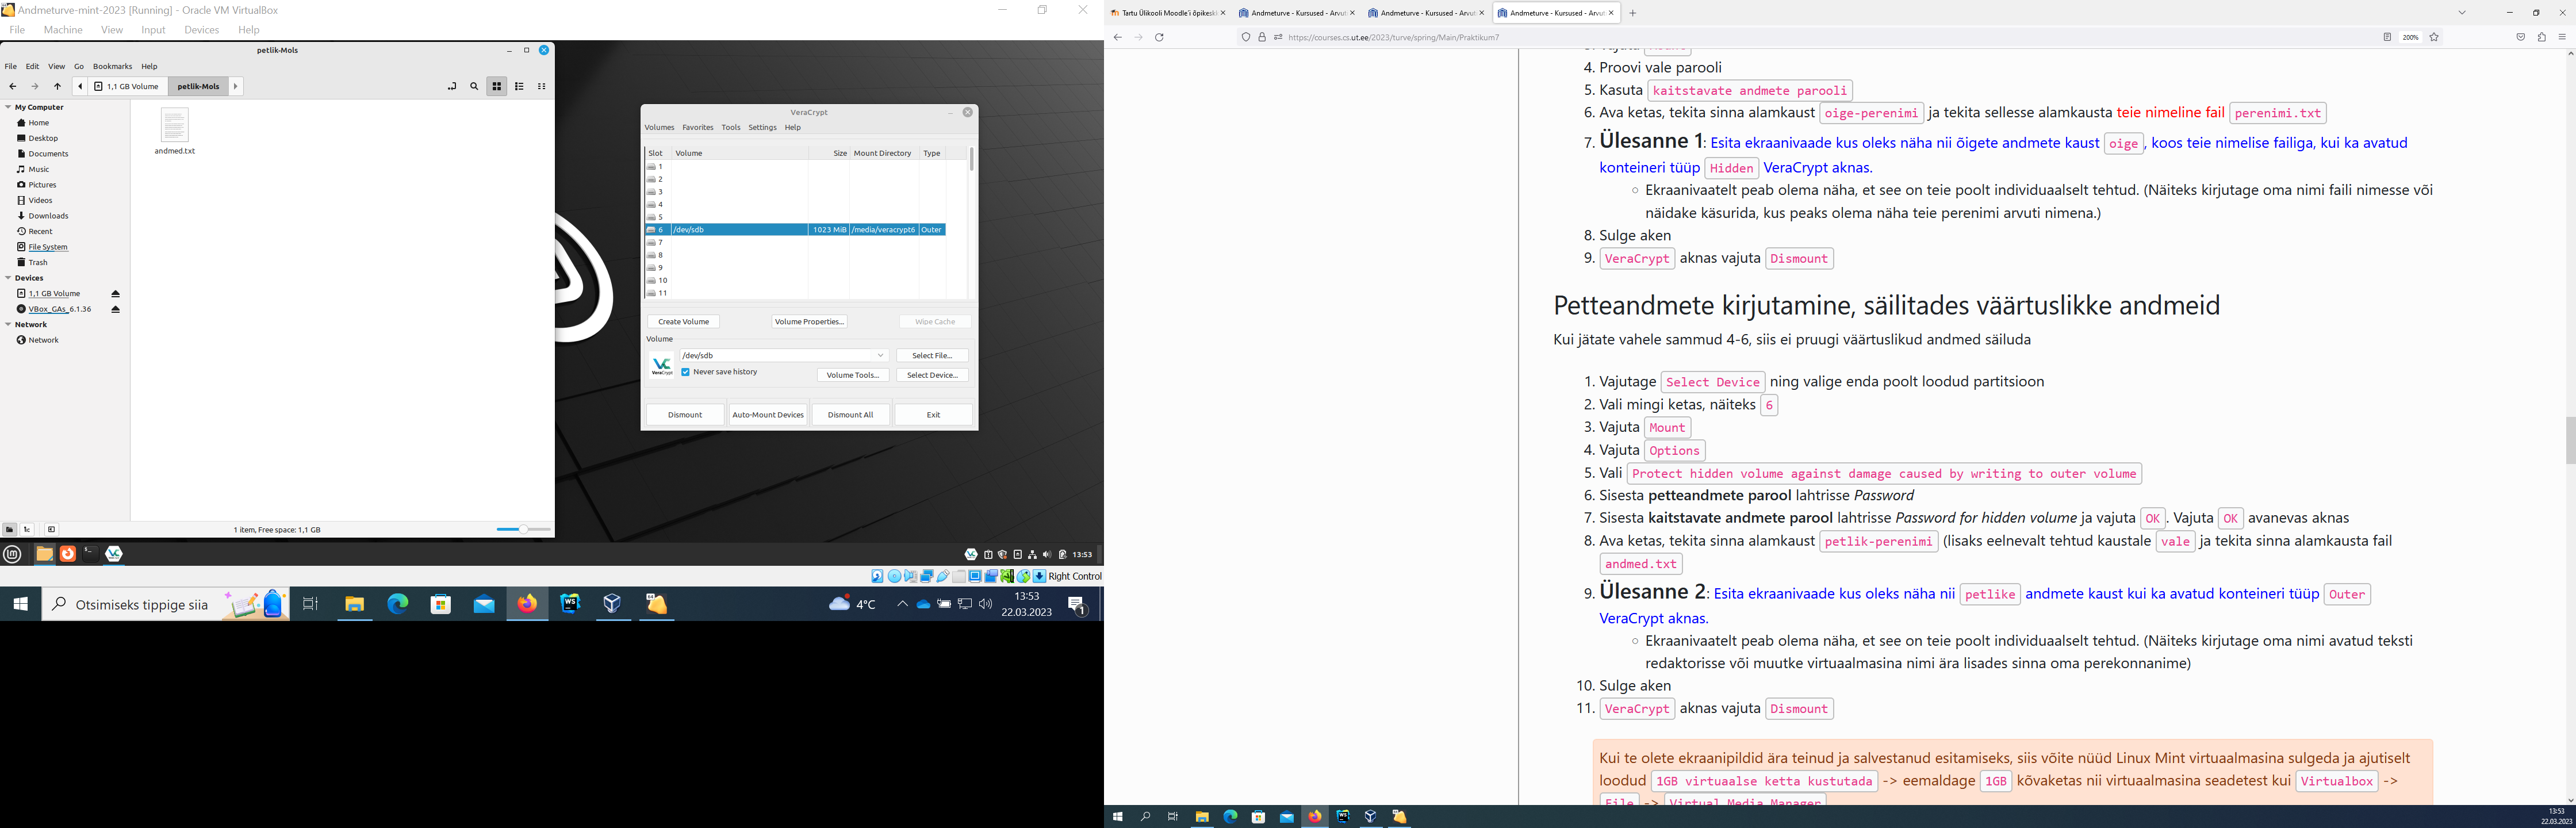 Andmeturve-mint-2023 [Running] - Oracle VM VirtualBox
File Machine View Input Devices Help
petlik-Mols
File Edit View Go Bookmarks Help
1,1 GB Volume petlik-Mols
My Computer
Home
Desktop
Documents
Music
Pictures
Videos
Downloads
Recent
File System
Trash
Devices
1,1 GB Volume
VBox_GAs_6.1.36
Network
Network
andmed.txt
1 item, Free space: 1,1 GB
VeraCrypt
Volumes Favorites Tools Settings Help
Slot Volume Size Mount Directory Type
1
2
3
4
5
6 /dev/sdb 1023 MiB /media/veracrypt6 Outer
7
8
9
10
11
Create Volume Volume Properties... Wipe Cache
Volume
/dev/sdb Select File...
VeraCrypt
Never save history Volume Tools... Select Device...
Dismount Auto-Mount Devices Dismount All Exit
13:53
Right Control
Otsimiseks tippige siia
4°C
13:53
22.03.2023
1
Tartu Ülikooli Moodle'i õpikesk
Andmeturve - Kursused - Arvut
Andmeturve - Kursused - Arvut
Andmeturve - Kursused - Arvut
https://courses.cs.ut.ee/2023/turve/spring/Main/Praktikum7
200%
4. Proovi vale parooli
5. Kasuta kaitstavate andmete parooli
6. Ava ketas, tekita sinna alamkaust oige-perenimi ja tekita sellesse alamkausta teie nimeline fail perenimi.txt
7. Ülesanne 1: Esita ekraanivaade kus oleks näha nii õigete andmete kaust oige, koos teie nimelise failiga, kui ka avatud
konteineri tüüp Hidden VeraCrypt aknas.
Ekraanivaatelt peab olema näha, et see on teie poolt individuaalselt tehtud. (Näiteks kirjutage oma nimi faili nimesse või
näidake käsurida, kus peaks olema näha teie perenimi arvuti nimena.)
8. Sulge aken
9. VeraCrypt aknas vajuta Dismount
Petteandmete kirjutamine, säilitades väärtuslikke andmeid
Kui jätate vahele sammud 4-6, siis ei pruugi väärtuslikud andmed säiluda
1. Vajutage Select Device ning valige enda poolt loodud partitsioon
2. Vali mingi ketas, näiteks 6
3. Vajuta Mount
4. Vajuta Options
5. Vali Protect hidden volume against damage caused by writing to outer volume
6. Sisesta petteandmete parool lahtrisse Password
7. Sisesta kaitstavate andmete parool lahtrisse Password for hidden volume ja vajuta OK. Vajuta OK avanevas aknas
8. Ava ketas, tekita sinna alamkaust petlik-perenimi (lisaks eelnevalt tehtud kaustale vale ja tekita sinna alamkausta fail
andmed.txt
9. Ülesanne 2: Esita ekraanivaade kus oleks näha nii petlike andmete kaust kui ka avatud konteineri tüüp Outer
VeraCrypt aknas.
Ekraanivaatelt peab olema näha, et see on teie poolt individuaalselt tehtud. (Näiteks kirjutage oma nimi avatud teksti
redaktorisse või muutke virtuaalmasina nimi ära lisades sinna oma perekonnanime)
10. Sulge aken
11. VeraCrypt aknas vajuta Dismount
Kui te olete ekraanipildid ära teinud ja salvestanud esitamiseks, siis võite nüüd Linux Mint virtuaalmasina sulgeda ja ajutiselt
loodud 1GB virtuaalse ketta kustutada -> eemaldage 1GB kõvaketas nii virtuaalmasina seadetest kui Virtualbox ->
File -> Virtual Media Manager
13:53
22.03.2023